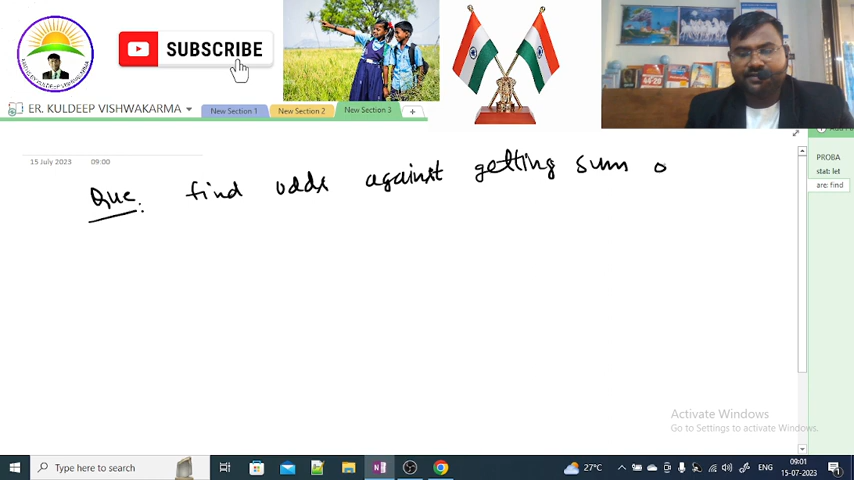 SUBSCRIBE
ER. KULDEEP VISHWAKARMA
New Section 1
New Section 2
New Section 3
+
15 July 2023 09:00
PROBA
stat: let
are: find
Que: find odds against getting sum o
Activate Windows
Go to Settings to activate Windows.
Type here to search
27°C
ENG
09:01
15-07-2023